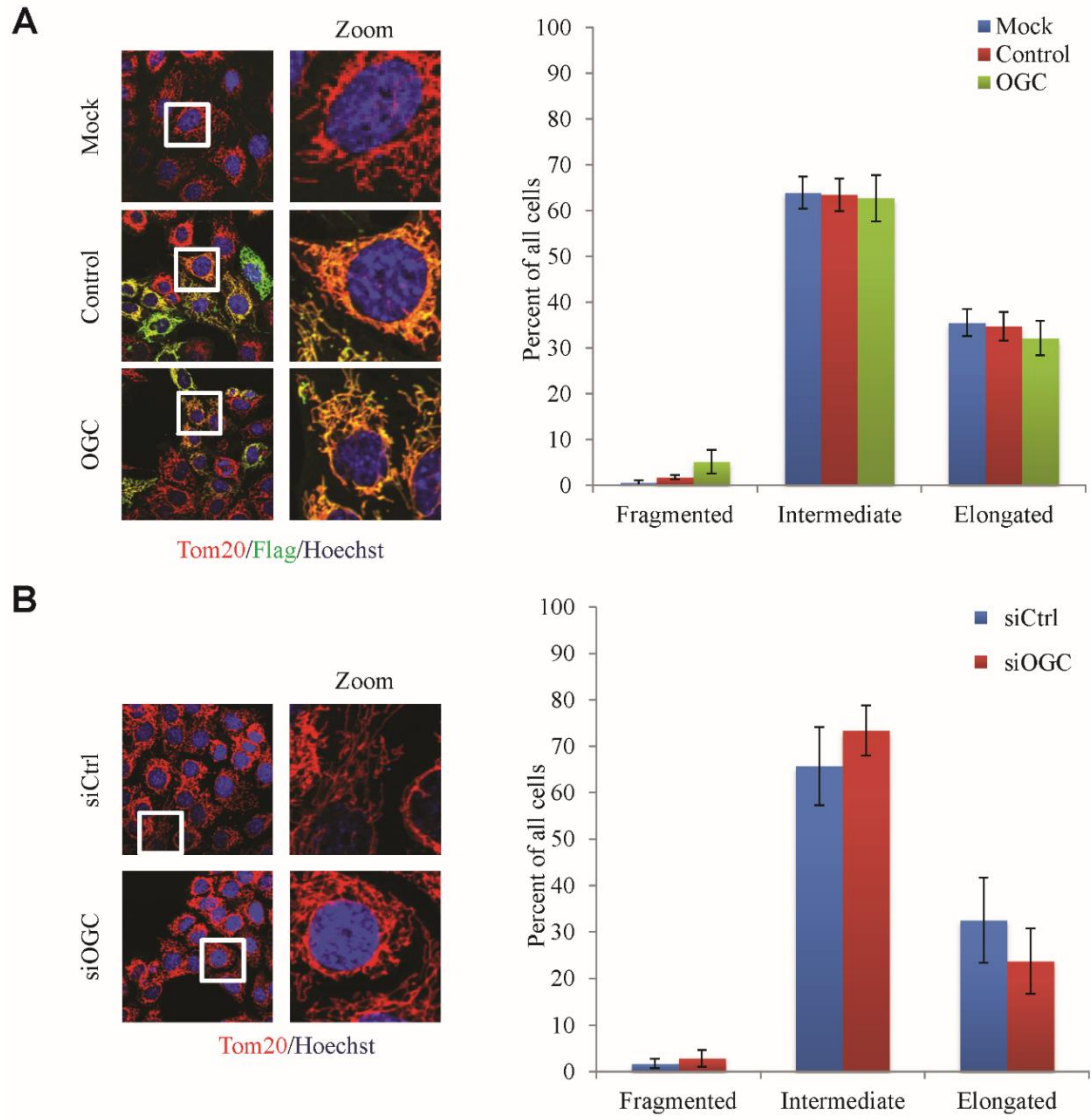 A
Zoom
Mock
Control
OGC
Tom20/Flag/Hoechst
Percent of all cells
100
90
80
70
60
50
40
30
20
10
0
Fragmented Intermediate Elongated
Mock
Control
OGC
B
Zoom
siCtrl
siOGC
Tom20/Hoechst
Percent of all cells
100
90
80
70
60
50
40
30
20
10
0
Fragmented Intermediate Elongated
siCtrl
siOGC